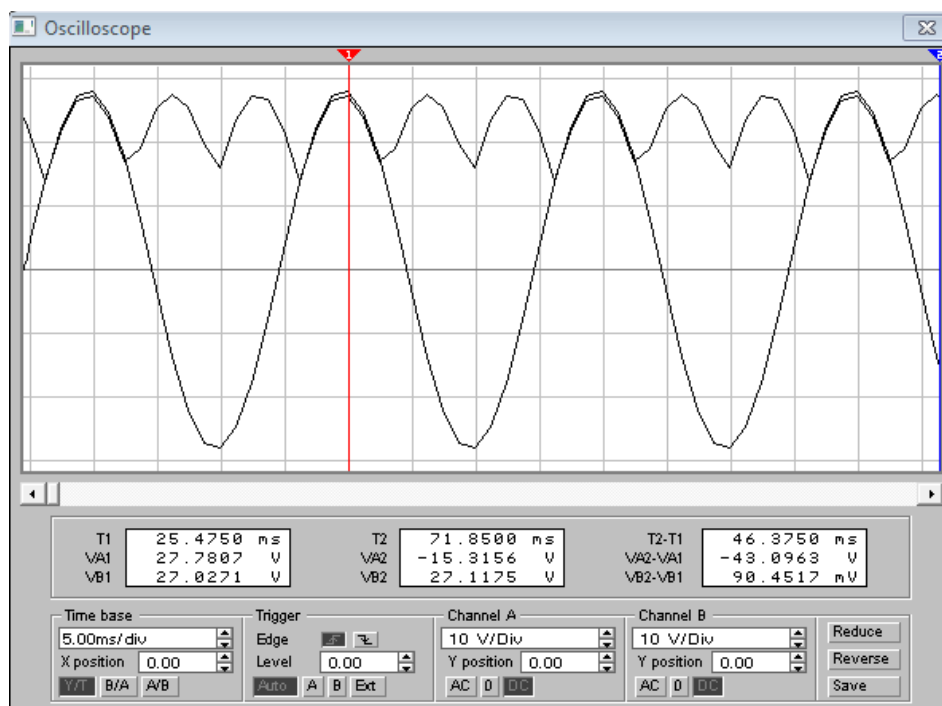 Oscilloscope
1
2
T1 25.4750 ms T2 71.8500 ms T2-T1 46.3750 ms
VA1 27.7807 V VA2 -15.3156 V VA2-VA1 -43.0963 V
VB1 27.0271 V VB2 27.1175 V VB2-VB1 90.4517 mV
Time base Trigger Channel A Channel B
5.00ms/div Edge 10 V/Div 10 V/Div Reduce
X position 0.00 Level 0.00 Y position 0.00 Y position 0.00 Reverse
Y/T B/A A/B Auto A B Ext AC 0 DC AC 0 DC Save